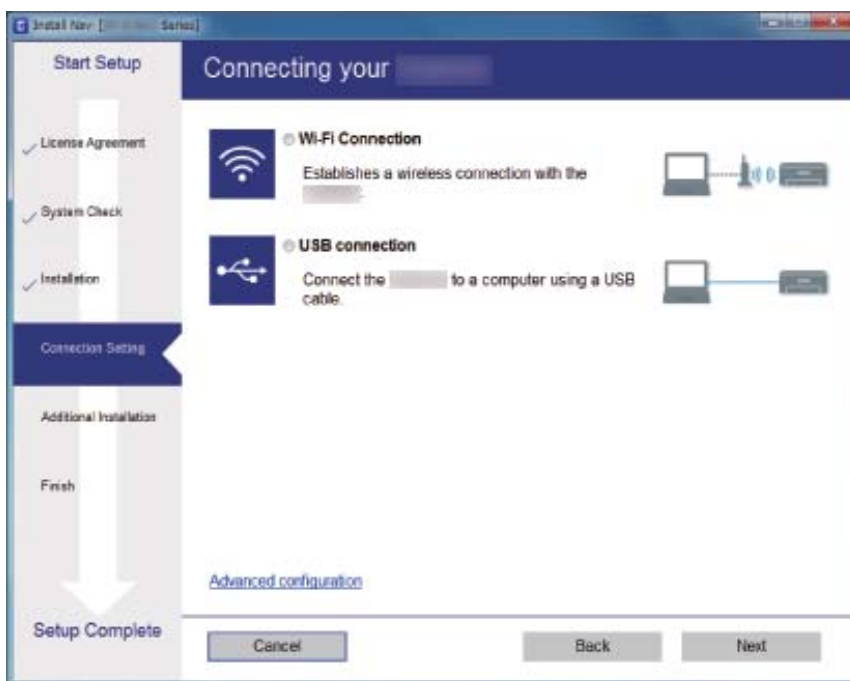 Install Navi [ Series]
Start Setup
Connecting your
License Agreement
System Check
Installation
Connection Setting
Additional Installation
Finish
Setup Complete
Wi-Fi Connection
Establishes a wireless connection with the
.
USB connection
Connect the to a computer using a USB
cable.
Advanced configuration
Cancel
Back
Next